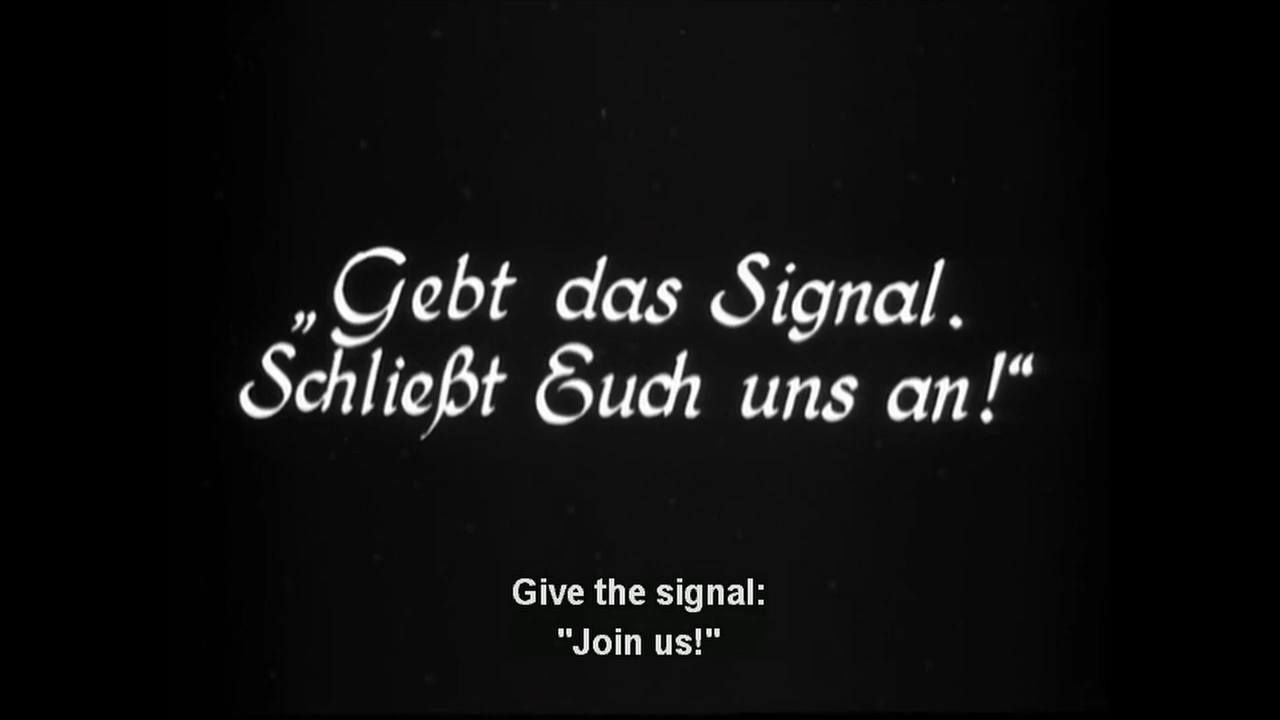 „Gebt das Signal.
Schließt Euch uns an!“
Give the signal:
"Join us!"